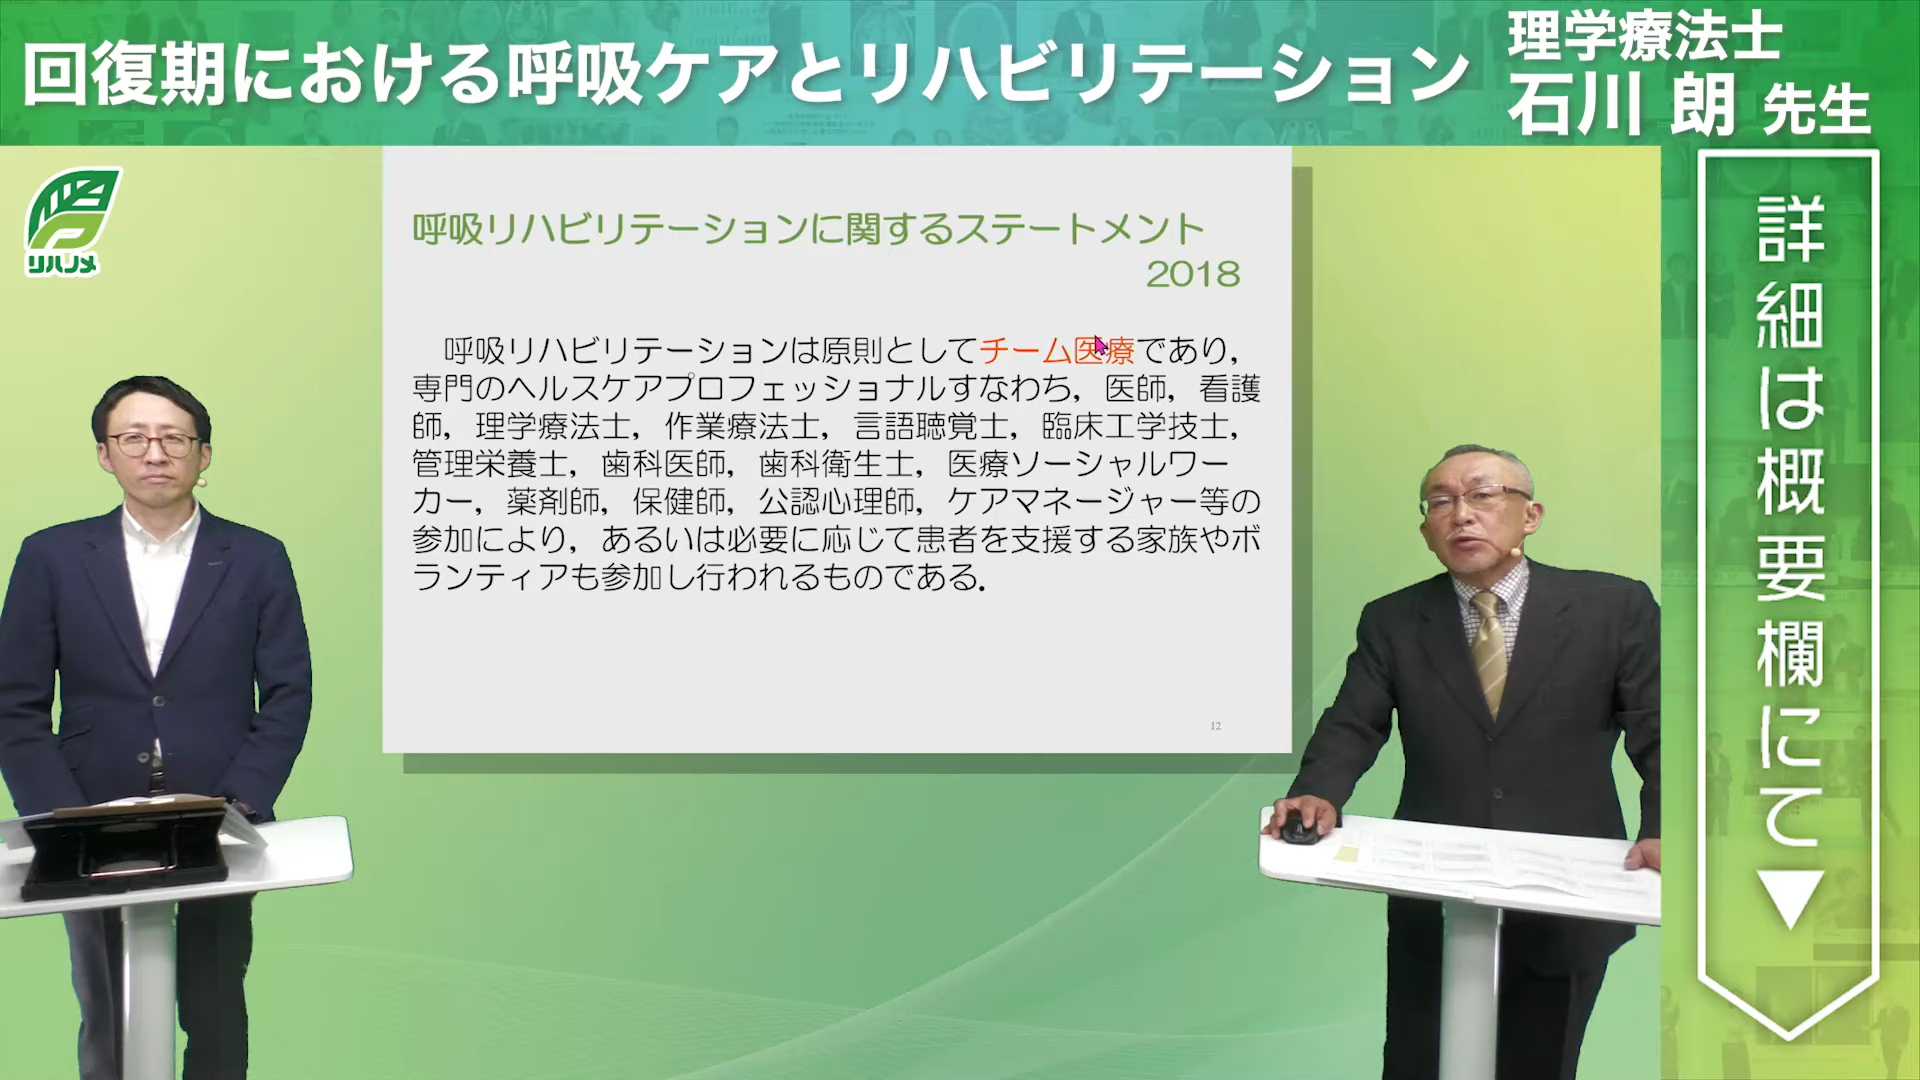 回復期における呼吸ケアとリハビリテーション
理学療法士
石川 朗 先生
リハノメ
呼吸リハビリテーションに関するステートメント
2018
呼吸リハビリテーションは原則としてチーム医療であり，
専門のヘルスケアプロフェッショナルすなわち，医師，看護
師，理学療法士，作業療法士，言語聴覚士，臨床工学技士，
管理栄養士，歯科医師，歯科衛生士，医療ソーシャルワー
カー，薬剤師，保健師，公認心理師，ケアマネージャー等の
参加により，あるいは必要に応じて患者を支援する家族やボ
ランティアも参加し行われるものである．
12
詳細は概要欄にて▼